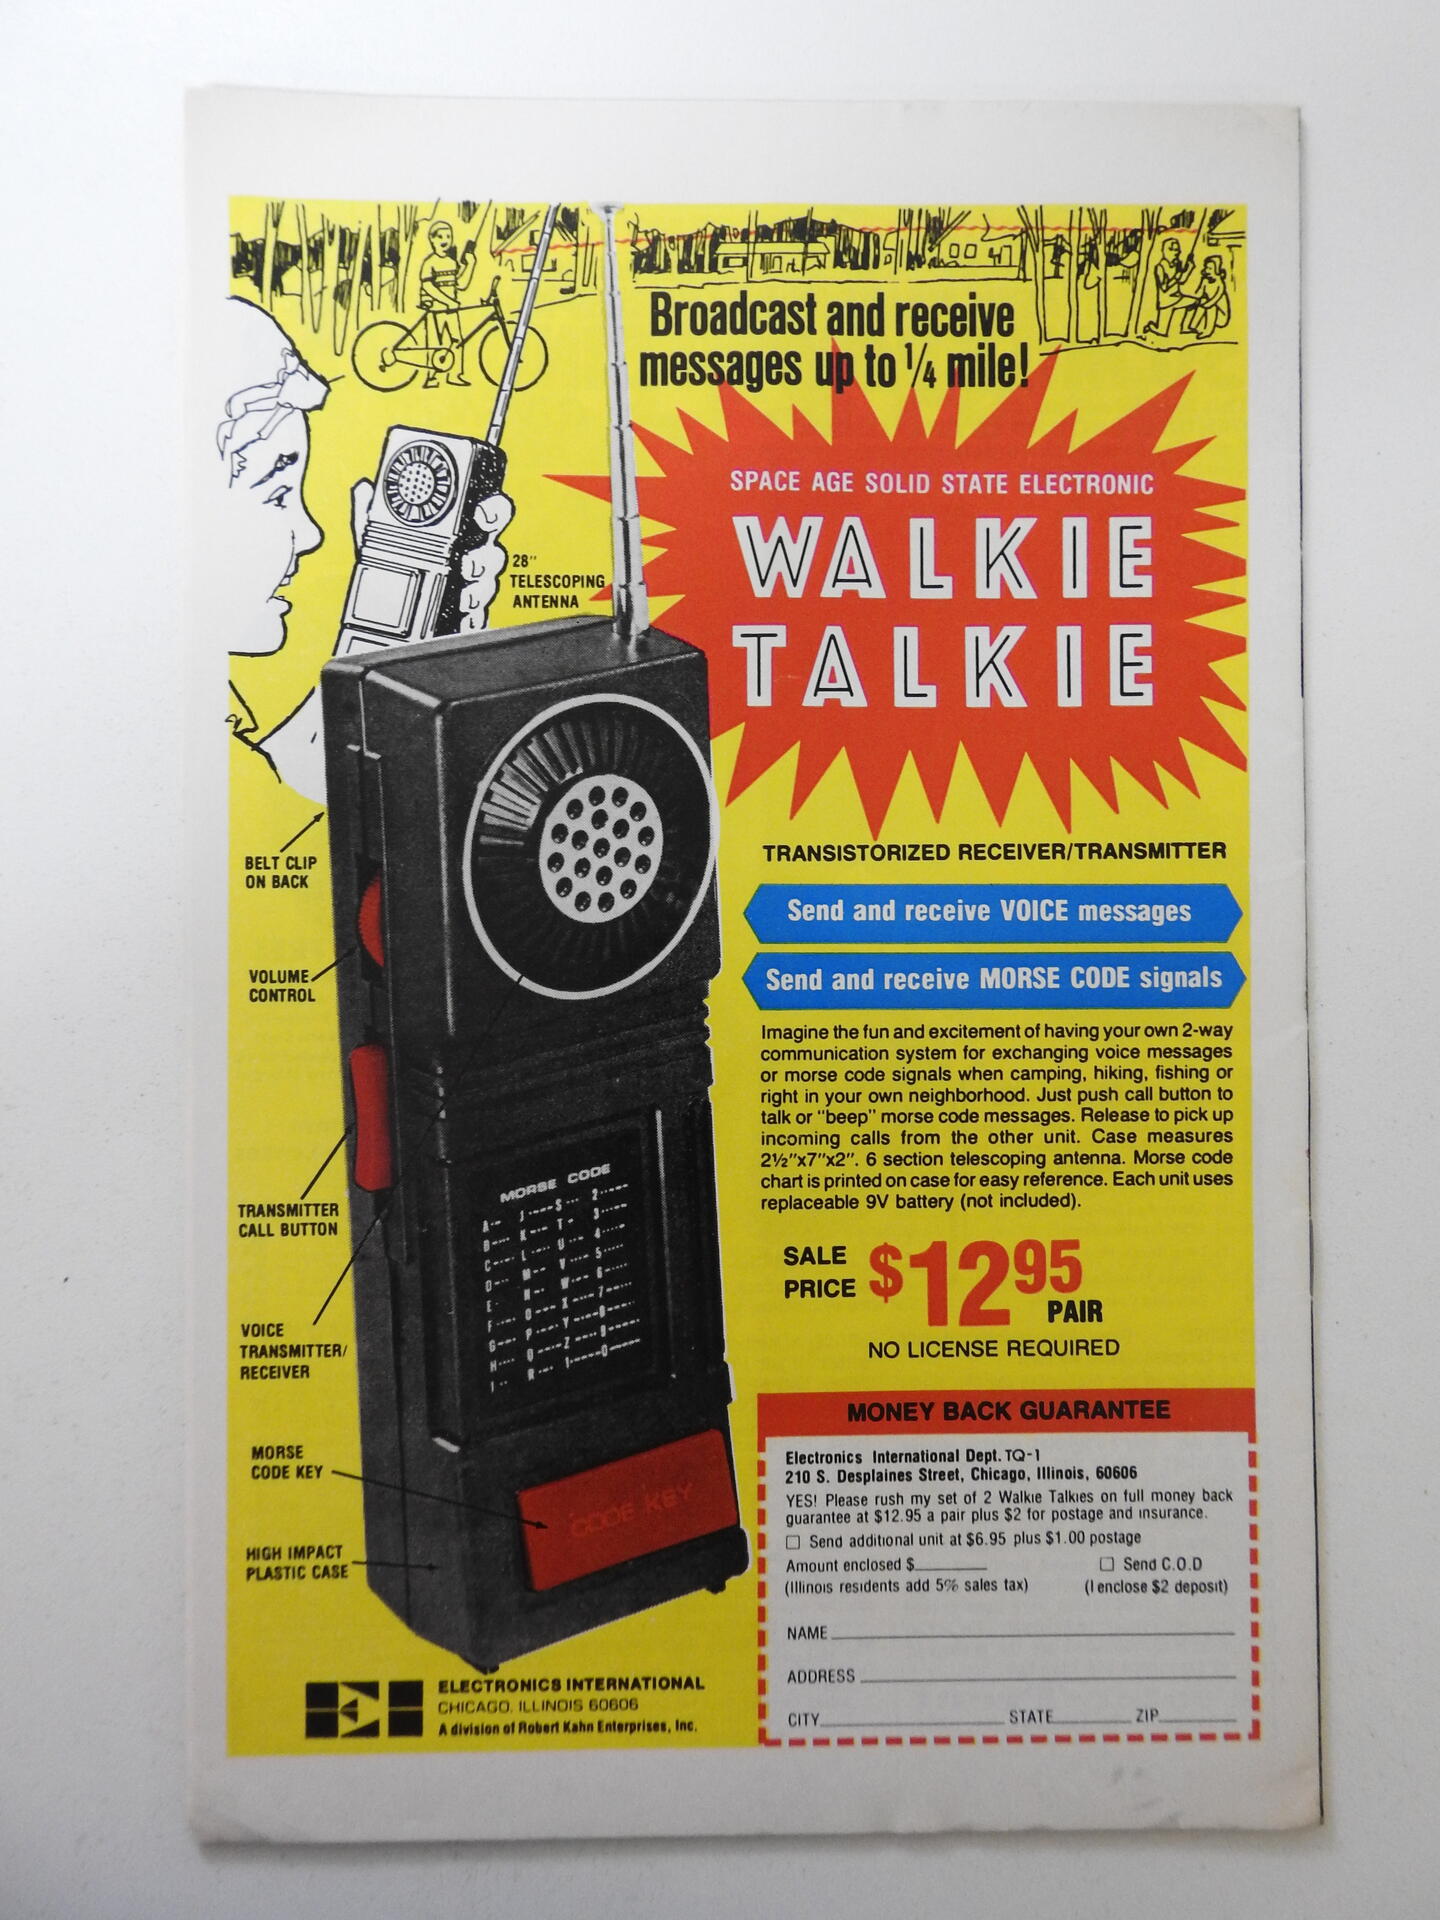 Broadcast and receive
messages up to 1/4 mile!
SPACE AGE SOLID STATE ELECTRONIC
WALKIE
TALKIE
28"
TELESCOPING
ANTENNA
BELT CLIP
ON BACK
VOLUME
CONTROL
TRANSMITTER
CALL BUTTON
VOICE
TRANSMITTER/
RECEIVER
MORSE
CODE KEY
HIGH IMPACT
PLASTIC CASE
MORSE CODE
CODE KEY
TRANSISTORIZED RECEIVER/TRANSMITTER
Send and receive VOICE messages
Send and receive MORSE CODE signals
Imagine the fun and excitement of having your own 2-way
communication system for exchanging voice messages
or morse code signals when camping, hiking, fishing or
right in your own neighborhood. Just push call button to
talk or "beep" morse code messages. Release to pick up
incoming calls from the other unit. Case measures
2½"x7"x2". 6 section telescoping antenna. Morse code
chart is printed on case for easy reference. Each unit uses
replaceable 9V battery (not included).
SALE
PRICE $12 95
PAIR
NO LICENSE REQUIRED
MONEY BACK GUARANTEE
Electronics International Dept. TQ-1
210 S. Desplaines Street, Chicago, Illinois, 60606
YES! Please rush my set of 2 Walkie Talkies on full money back
guarante at $12.95 a pair plus $2 for postage and insurance.
☐ Send additional unit at $6.95 plus $1.00 postage
Amount enclosed $ ☐ Send C.O.D
(Illinois residents add 5% sales tax) (I enclose $2 deposit)
NAME
ADDRESS
CITY STATE ZIP
ELECTRONICS INTERNATIONAL
CHICAGO, ILLINOIS 60606
A division of Robert Kahn Enterprises, Inc.